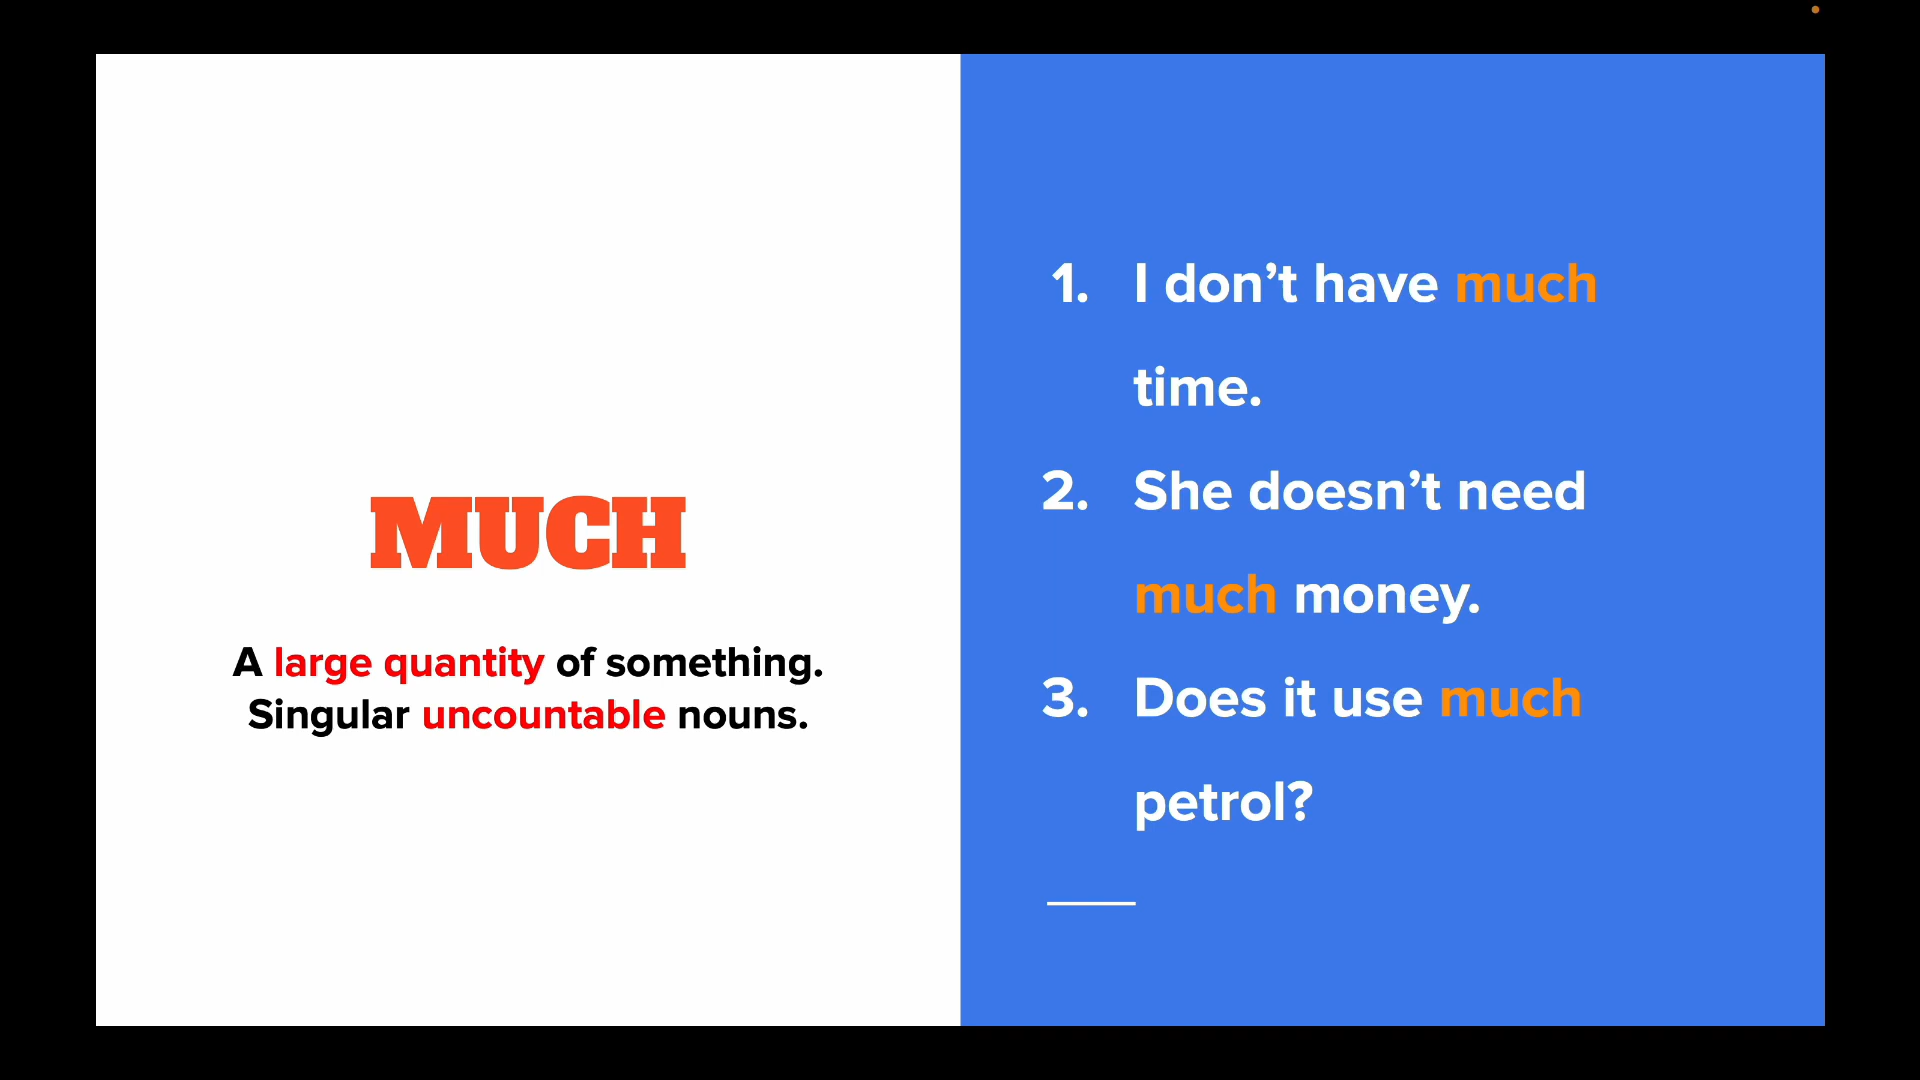 MUCH
A large quantity of something.
Singular uncountable nouns.
1. I don’t have much
time.
2. She doesn’t need
much money.
3. Does it use much
petrol?